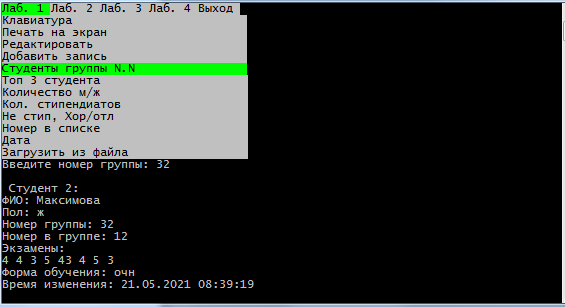 Лаб. 1 Лаб. 2 Лаб. 3 Лаб. 4 Выход
Клавиатура
Печать на экран
Редактировать
Добавить запись
Студенты группы N.N
Топ 3 студента
Количество м/ж
Кол. стипендиатов
Не стип, Хор/отл
Номер в списке
Дата
Загрузить из файла
Введите номер группы: 32
Студент 2:
ФИО: Максимова
Пол: ж
Номер группы: 32
Номер в группе: 12
Экзамены:
4 4 3 5 43 4 5 3
Форма обучения: очн
Время изменения: 21.05.2021 08:39:19